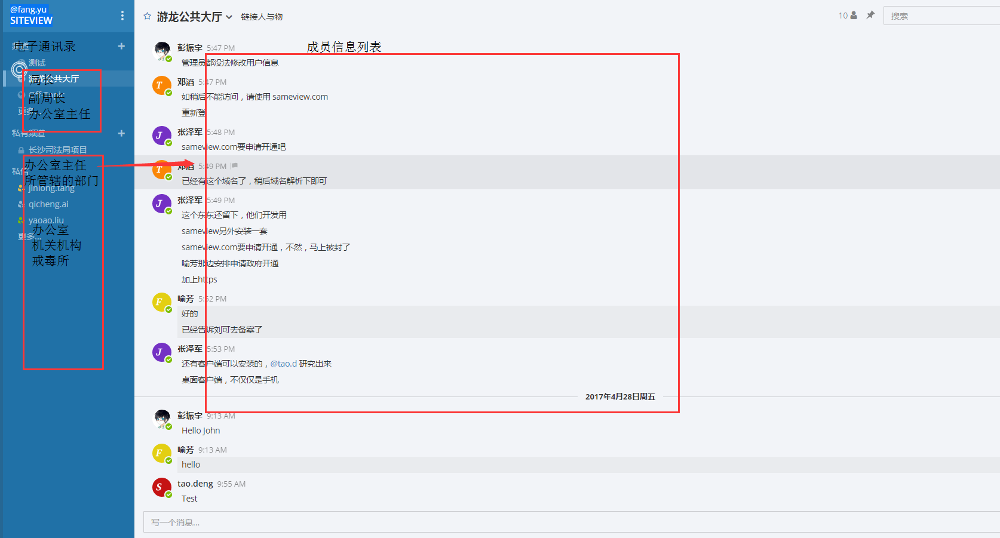 @fang.yu
SITEVIEW
电子通讯录
测试
游龙公共大厅
局长
副局长
更多...
办公室主任
私有频道
长沙司法局项目
办公室主任
私信
所管辖的部门
jinlong.tang
qicheng.ai
yaoao.liu
办公室
更多...
机关机构
戒毒所
游龙公共大厅 链接人与物
10
搜索
成员信息列表
彭振宇 5:47 PM
管理员都没法修改用户信息
邓滔 5:47 PM
如稍后不能访问，请使用 sameview.com
重新登
张泽军 5:48 PM
sameview.com要申请开通吧
邓滔 5:49 PM
已经有这个域名了，稍后域名解析下即可
张泽军 5:49 PM
这个东东还留下，他们开发用
sameview另外安装一套
sameview.com要申请开通，不然，马上被封了
喻芳那边安排申请政府开通
加上https
喻芳 5:52 PM
好的
已经告诉刘可去备案了
张泽军 5:53 PM
还有客户端可以安装的，@tao.d 研究出来
桌面客户端，不仅仅是手机
2017年4月28日周五
彭振宇 9:13 AM
Hello John
喻芳 9:13 AM
hello
tao.deng 9:55 AM
Test
写一个消息...